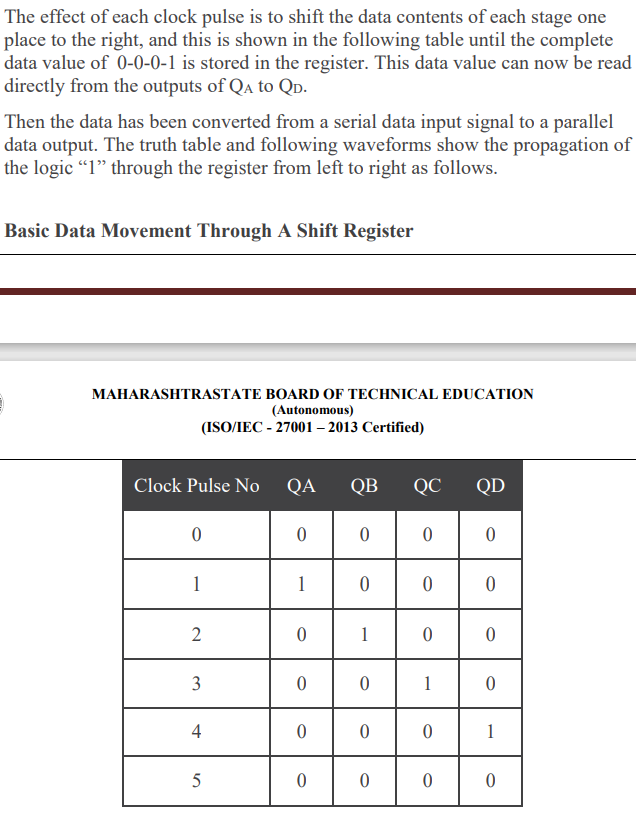 The effect of each clock pulse is to shift the data contents of each stage one
place to the right, and this is shown in the following table until the complete
data value of 0-0-0-1 is stored in the register. This data value can now be read
directly from the outputs of QA to QD.
Then the data has been converted from a serial data input signal to a parallel
data output. The truth table and following waveforms show the propagation of
the logic “1” through the register from left to right as follows.
Basic Data Movement Through A Shift Register
MAHARASHTRASTATE BOARD OF TECHNICAL EDUCATION
(Autonomous)
(ISO/IEC - 27001 – 2013 Certified)
Clock Pulse No QA QB QC QD
0 0 0 0 0
1 1 0 0 0
2 0 1 0 0
3 0 0 1 0
4 0 0 0 1
5 0 0 0 0